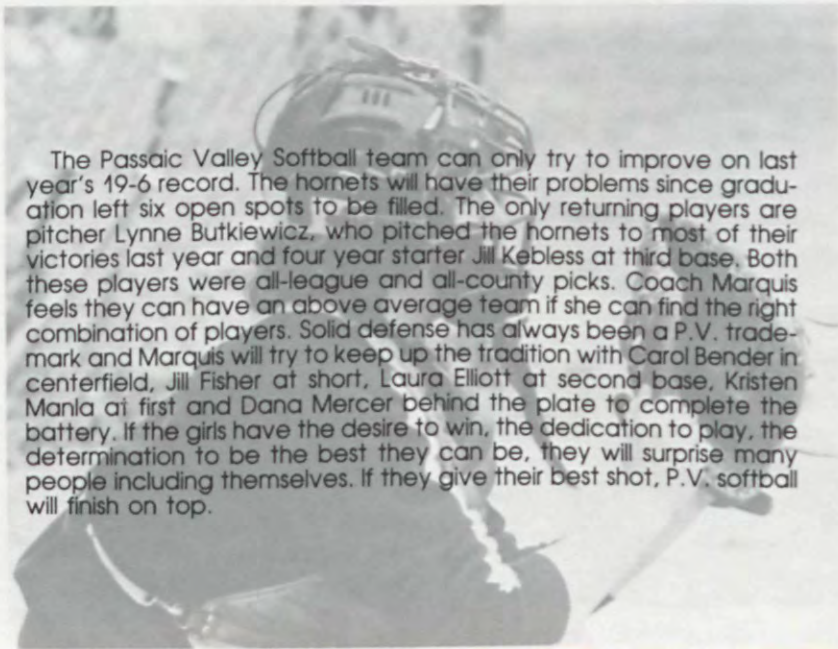 The Passaic Valley Softball team can only try to improve on last
year's 19-6 record. The hornets will have their problems since gradu-
ation left six open spots to be filled. The only returning players are
pitcher Lynne Butkiewicz, who pitched the hornets to most of their
victories last year and four year starter Jill Kebless at third base. Both
these players were all-league and all-county picks. Coach Marquis
feels they can have an above average team if she can find the right
combination of players. Solid defense has always been a P.V. trade-
mark and Marquis will try to keep up the tradition with Carol Bender in
centerfield, Jill Fisher at short, Laura Elliott at second base, Kristen
Manla at first and Dana Mercer behind the plate to complete the
battery. If the girls have the desire to win, the dedication to play, the
determination to be the best they can be, they will surprise many
people including themselves. If they give their best shot, P.V. softball
will finish on top.